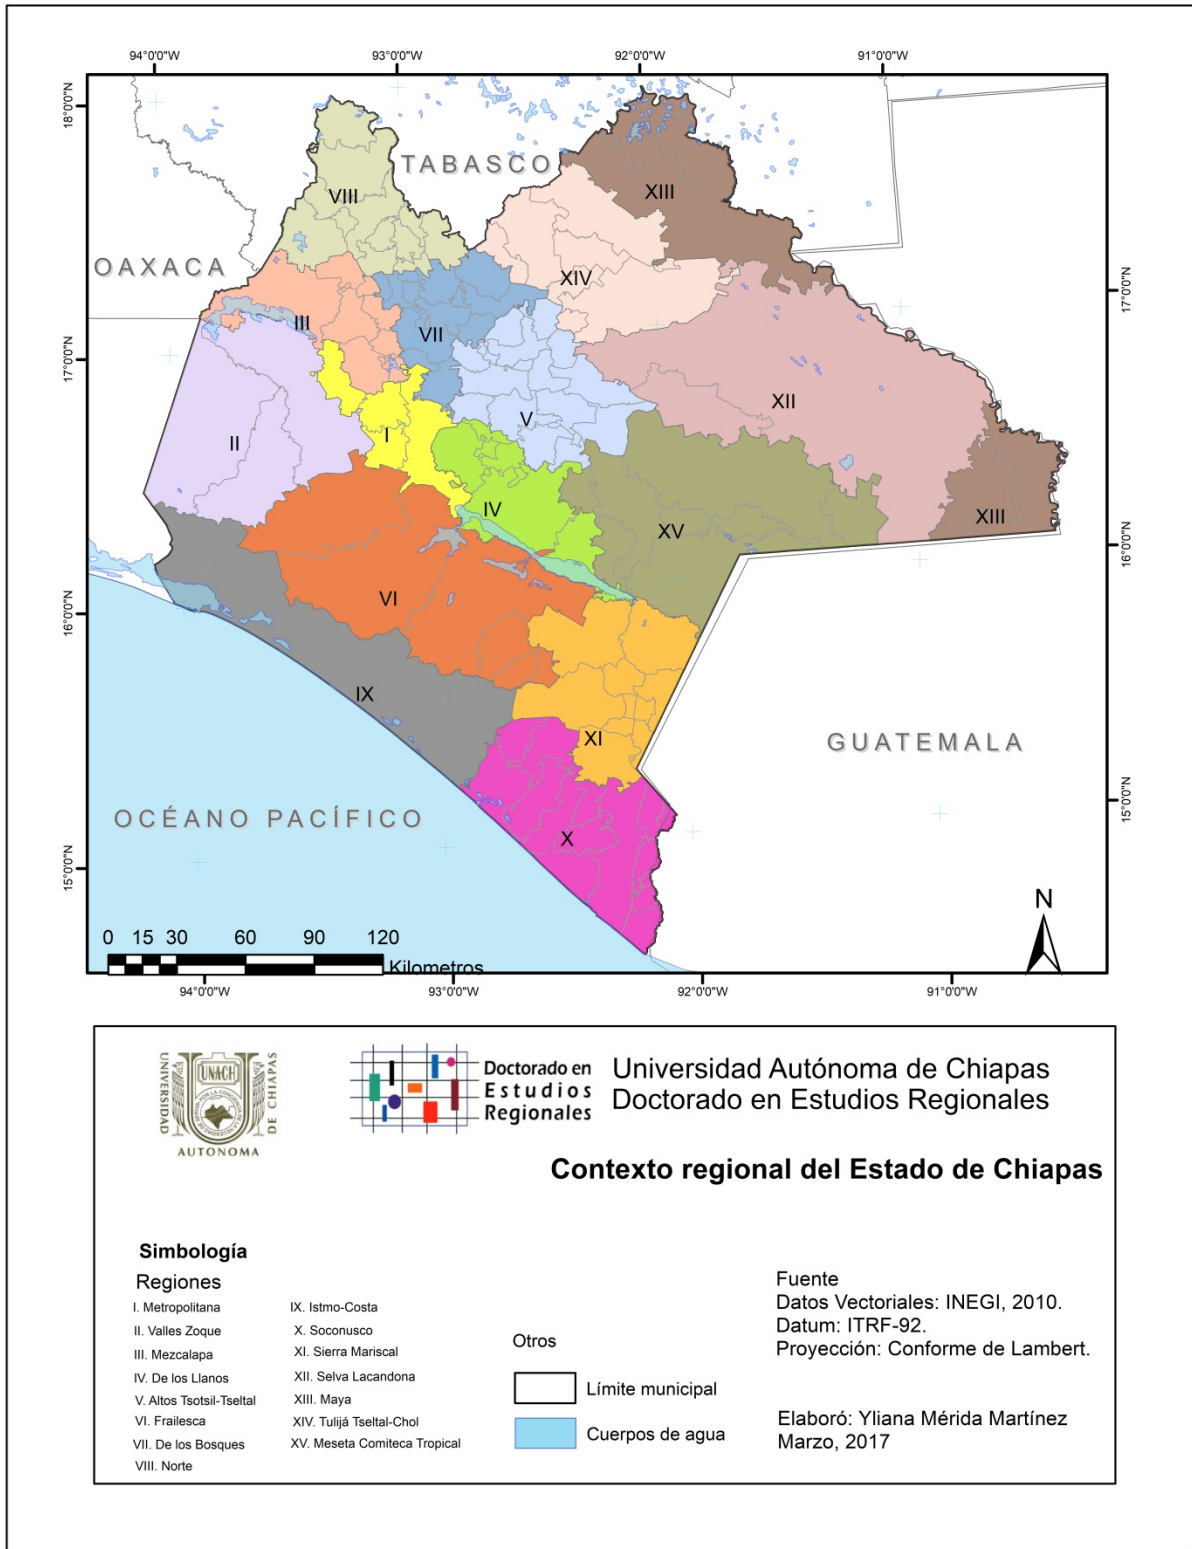 94°0'0"W 93°0'0"W 92°0'0"W 91°0'0"W
18°0'0"N
TABASCO
VIII
XIII
OAXACA
XIV
17°0'0"N
III
VII
17°0'0"N
XII
V
II
I
IV
XIII
XV
16°0'0"N
VI
16°0'0"N
IX
XI
GUATEMALA
OCÉANO PACÍFICO
15°0'0"N
X
15°0'0"N
N
0 15 30 60 90 120
Kilometros
94°0'0"W 93°0'0"W 92°0'0"W 91°0'0"W
UNIVERSIDAD
UNACH
POR LA CONCIENCIA DE LA NECESIDAD DE SERVIR
DE CHIAPAS
AUTONOMA
Doctorado en
Estudios
Regionales
Universidad Autónoma de Chiapas
Doctorado en Estudios Regionales
Contexto regional del Estado de Chiapas
Simbología
Regiones
I. Metropolitana
II. Valles Zoque
III. Mezcalapa
IV. De los Llanos
V. Altos Tsotsil-Tseltal
VI. Frailesca
VII. De los Bosques
VIII. Norte
IX. Istmo-Costa
X. Soconusco
XI. Sierra Mariscal
XII. Selva Lacandona
XIII. Maya
XIV. Tulijá Tseltal-Chol
XV. Meseta Comiteca Tropical
Otros
Límite municipal
Cuerpos de agua
Fuente
Datos Vectoriales: INEGI, 2010.
Datum: ITRF-92.
Proyección: Conforme de Lambert.
Elaboró: Yliana Mérida Martínez
Marzo, 2017